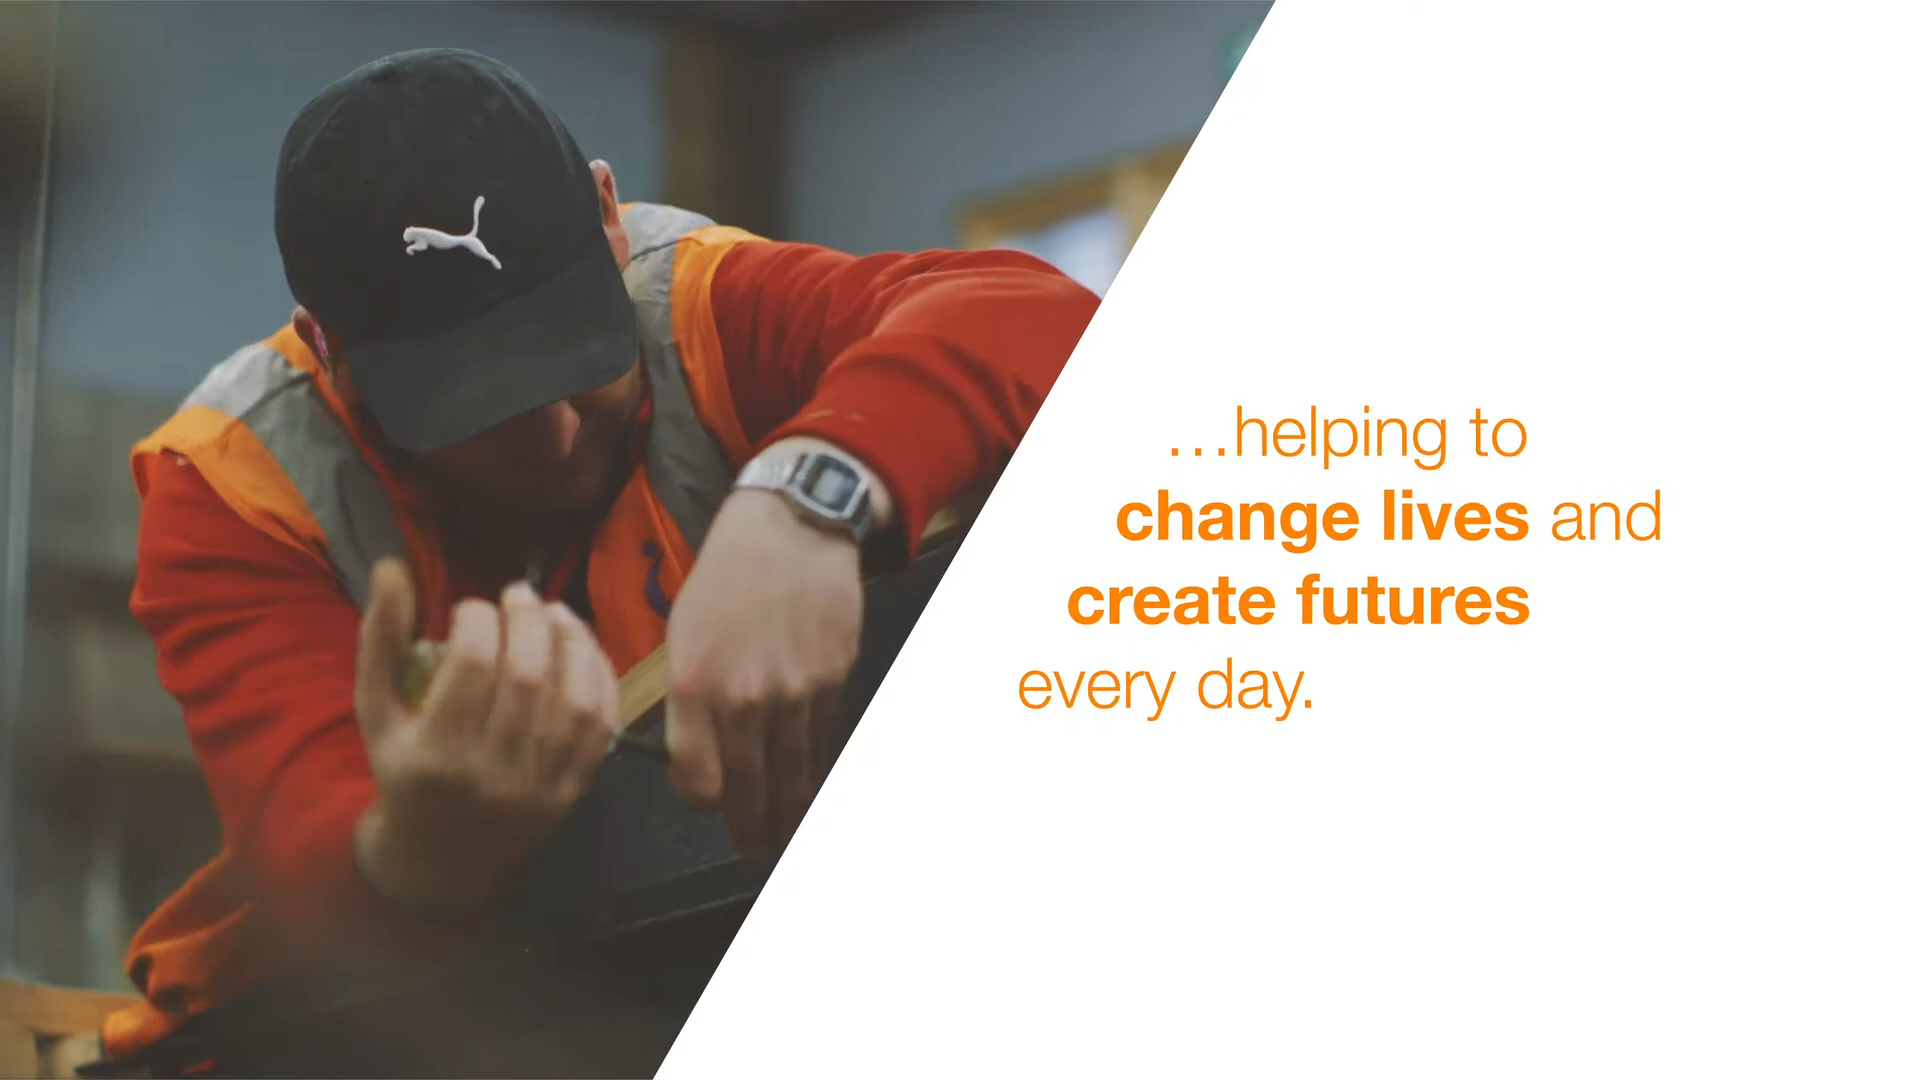 …helping to
change lives and
create futures
every day.